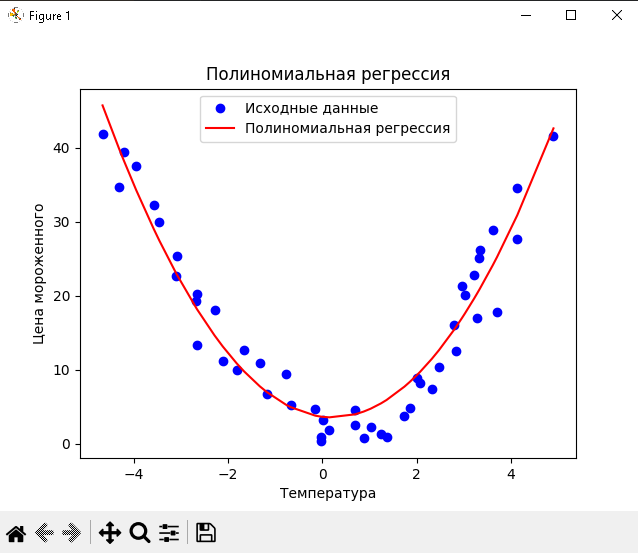 Figure 1
Полиномиальная регрессия
Исходные данные
Полиномиальная регрессия
Цена мороженного
40
30
20
10
0
−4
−2
0
2
4
Температура